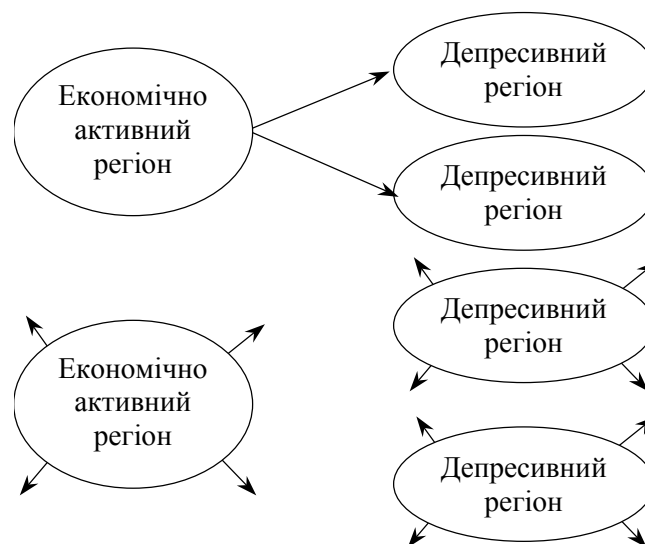 Економічно
активний
регіон
Депресивний
регіон
Депресивний
регіон
Економічно
активний
регіон
Депресивний
регіон
Депресивний
регіон